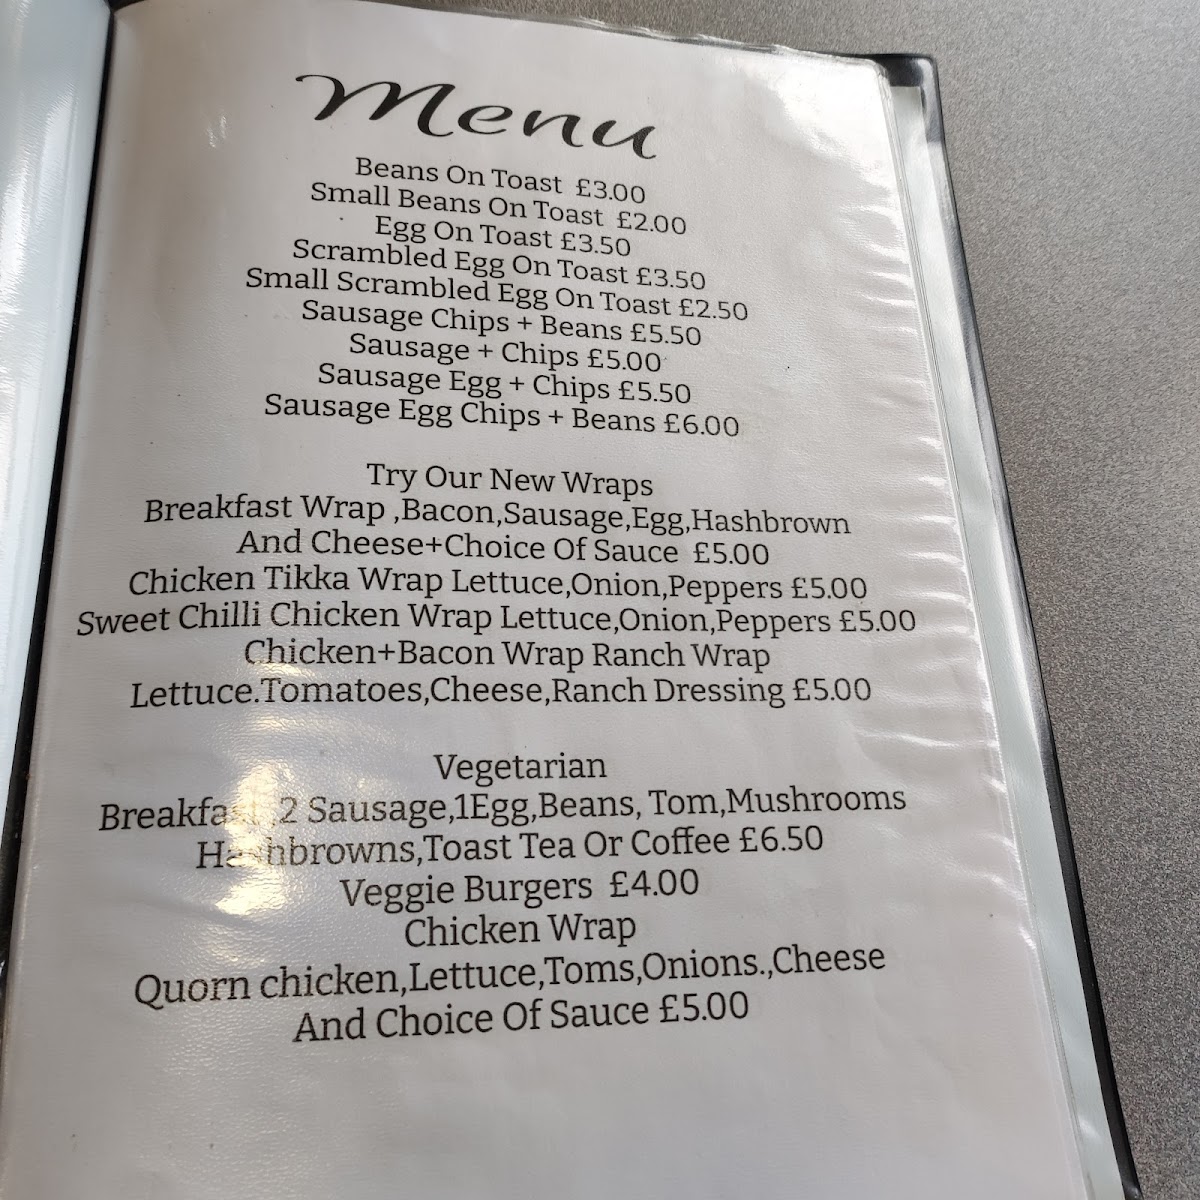 Menu
Beans On Toast £3.00
Small Beans On Toast £2.00
Egg On Toast £3.50
Scrambled Egg On Toast £3.50
Small Scrambled Egg On Toast £2.50
Sausage Chips + Beans £5.50
Sausage + Chips £5.00
Sausage Egg + Chips £5.50
Sausage Egg Chips + Beans £6.00
Try Our New Wraps
Breakfast Wrap ,Bacon,Sausage,Egg,Hashbrown
And Cheese+Choice Of Sauce £5.00
Chicken Tikka Wrap Lettuce,Onion,Peppers £5.00
Sweet Chilli Chicken Wrap Lettuce,Onion,Peppers £5.00
Chicken+Bacon Wrap Ranch Wrap
Lettuce.Tomatoes,Cheese,Ranch Dressing £5.00
Vegetarian
Breakfast ,2 Sausage,1Egg,Beans, Tom,Mushrooms
Hashbrowns,Toast Tea Or Coffee £6.50
Veggie Burgers £4.00
Chicken Wrap
Quorn chicken,Lettuce,Toms,Onions.,Cheese
And Choice Of Sauce £5.00